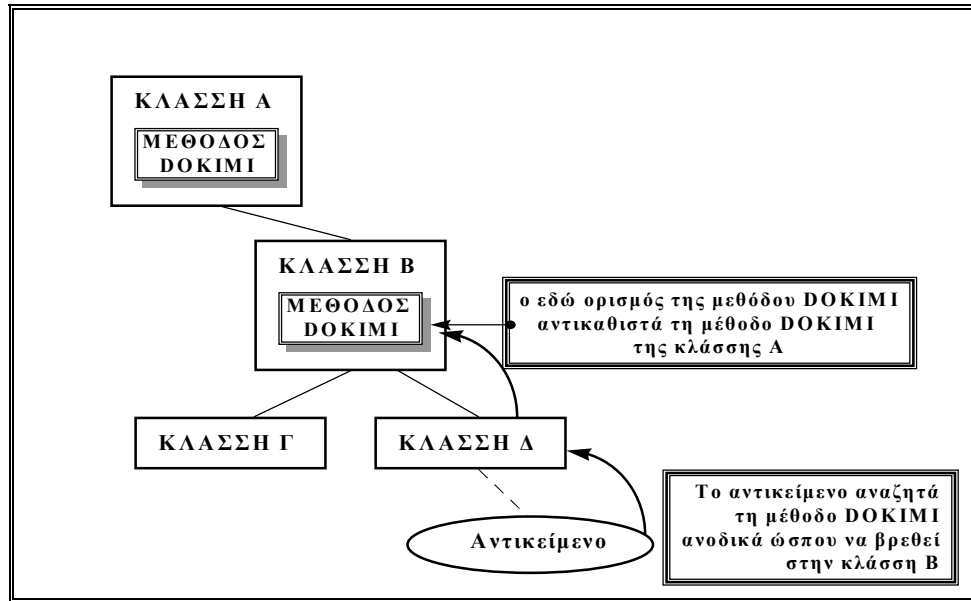 ΚΛΑΣΣΗ Α
ΜΕΘΟΔΟΣ
DOKIMI
ΚΛΑΣΣΗ Β
ΜΕΘΟΔΟΣ
DOKIMI
ο εδώ ορισμός της μεθόδου DOKIMI
αντικαθιστά τη μέθοδο DOKIMI
της κλάσσης Α
ΚΛΑΣΣΗ Γ
ΚΛΑΣΣΗ Δ
Αντικείμενο
Το αντικείμενο αναζητά
τη μέθοδο DOKIMI
ανοδικά ώσπου να βρεθεί
στην κλάσση Β